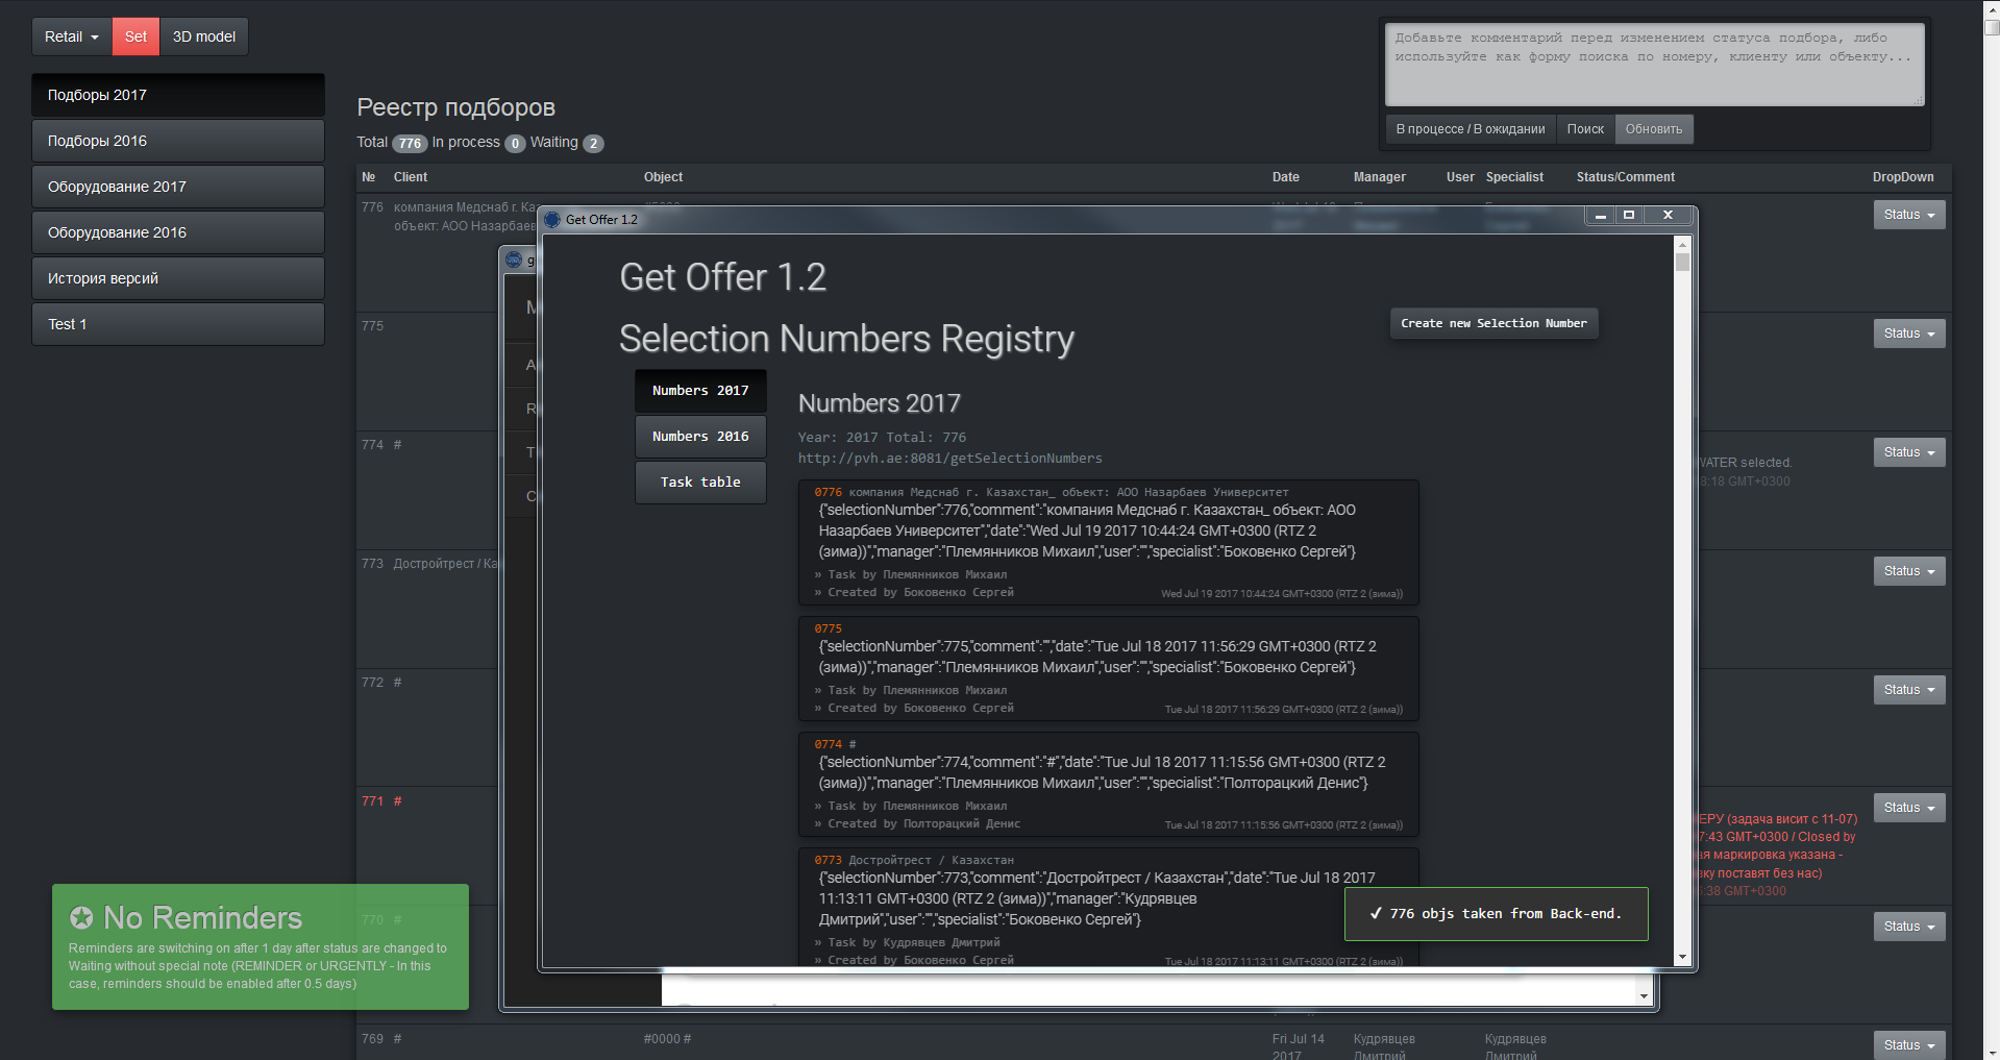 Retail
Set
3D model
Подборы 2017
Подборы 2016
Оборудование 2017
Оборудование 2016
История версий
Test 1
Добавьте комментарий перед изменением статуса подбора, либо
используйте как форму поиска по номеру, клиенту или объекту...
В процессе / В ожидании
Поиск
Обновить
Реестр подборов
Total 776 In process 0 Waiting 2
№ Client Object Date Manager User Specialist Status/Comment DropDown
776 компания Медснаб г.
объект: АОО Назарбаев
Status
775
Status
774 #
WATER selected.
8:18 GMT+0300
Status
773 Достройтрест /
Status
772 #
Status
771 #
(задача висит с 11-07)
7:43 GMT+0300 / Closed by
маркировка указана -
поставят без нас)
GMT+0300
Status
770 #
Status
769 #
#0000 #
Fri Jul 14
2017
Кудрявцев
Дмитрий
Кудрявцев
Дмитрий
Status
Get Offer 1.2
Get Offer 1.2
Selection Numbers Registry
Create new Selection Number
Numbers 2017
Numbers 2016
Task table
Numbers 2017
Year: 2017 Total: 776
http://pvh.ae:8081/getSelectionNumbers
0776 компания Медснаб г. Казахстан_ объект: АОО Назарбаев Университет
{"selectionNumber":776,"comment":"компания Медснаб г. Казахстан_ объект: АОО
Назарбаев Университет","date":"Wed Jul 19 2017 10:44:24 GMT+0300 (RTZ 2
(зима))","manager":"Племянников Михаил","user":"","specialist":"Боковенко Сергей"}
» Task by Племянников Михаил
» Created by Боковенко Сергей
Wed Jul 19 2017 10:44:24 GMT+0300 (RTZ 2 (зима))
0775
{"selectionNumber":775,"comment":"","date":"Tue Jul 18 2017 11:56:29 GMT+0300 (RTZ 2
(зима))","manager":"Племянников Михаил","user":"","specialist":"Боковенко Сергей"}
» Task by Племянников Михаил
» Created by Боковенко Сергей
Tue Jul 18 2017 11:56:29 GMT+0300 (RTZ 2 (зима))
0774 #
{"selectionNumber":774,"comment":"#","date":"Tue Jul 18 2017 11:15:56 GMT+0300 (RTZ 2
(зима))","manager":"Племянников Михаил","user":"","specialist":"Полторацкий Денис"}
» Task by Племянников Михаил
» Created by Полторацкий Денис
Tue Jul 18 2017 11:15:56 GMT+0300 (RTZ 2 (зима))
0773 Достройтрест / Казахстан
{"selectionNumber":773,"comment":"Достройтрест / Казахстан","date":"Tue Jul 18 2017
11:13:11 GMT+0300 (RTZ 2 (зима))","manager":"Кудрявцев
Дмитрий","user":"","specialist":"Боковенко Сергей"}
» Task by Кудрявцев Дмитрий
» Created by Боковенко Сергей
Tue Jul 18 2017 11:13:11 GMT+0300 (RTZ 2 (зима))
✓ 776 objs taken from Back-end.
No Reminders
Reminders are switching on after 1 day after status are changed to
Waiting without special note (REMINDER or URGENTLY - In this
case, reminders should be enabled after 0.5 days)